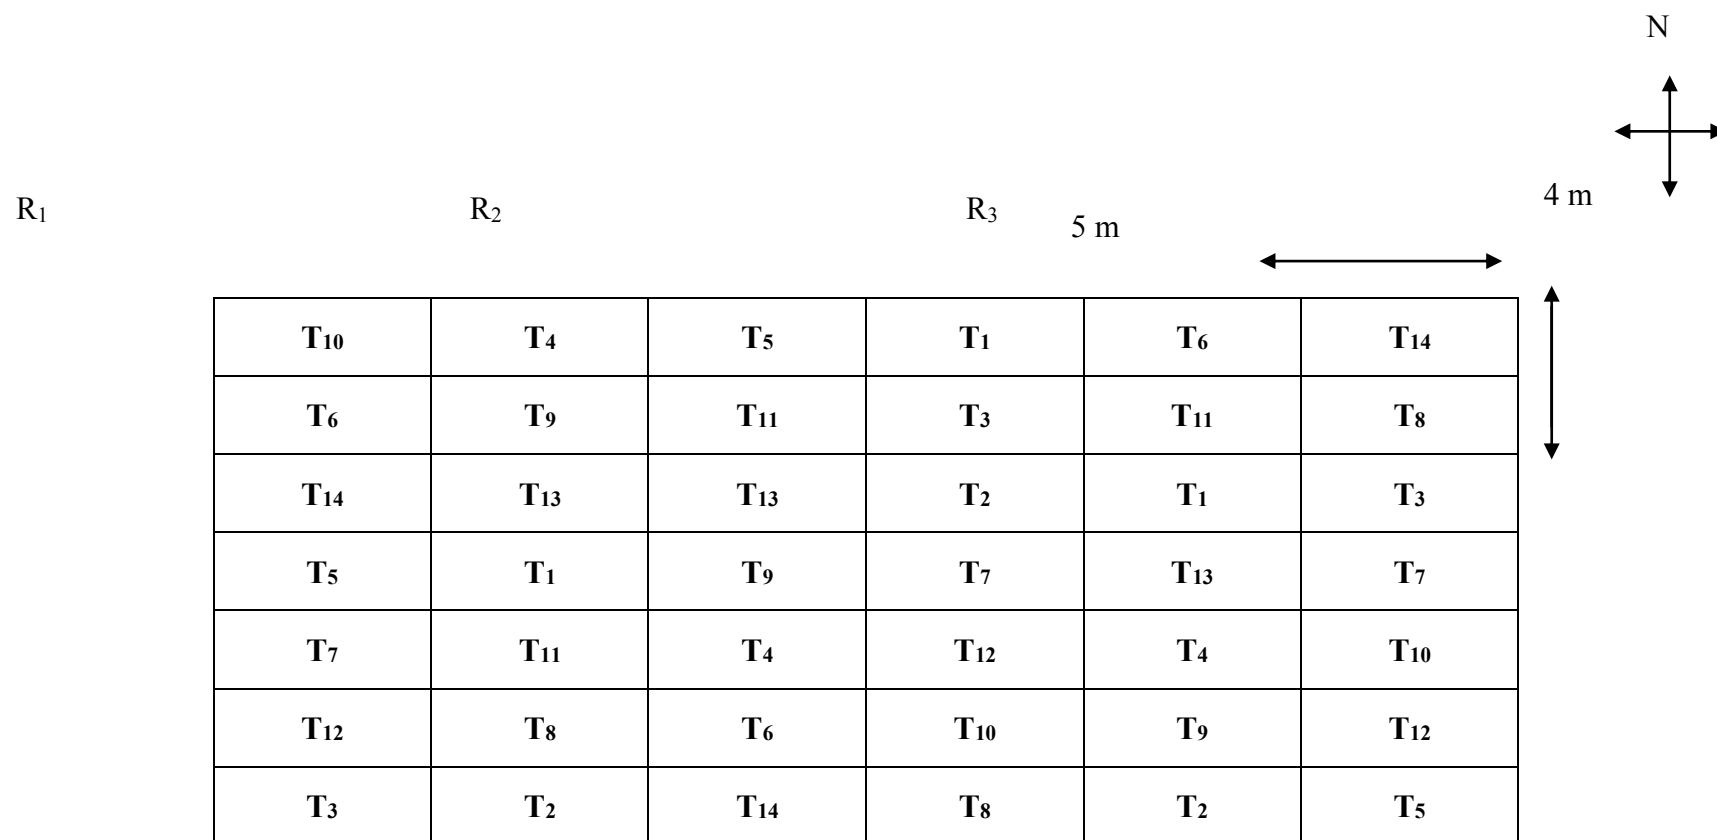 N
4 m
R₁ R₂ R₃ 5 m
T₁₀ T₄ T₅ T₁ T₆ T₁₄
T₆ T₉ T₁₁ T₃ T₁₁ T₈
T₁₄ T₁₃ T₁₃ T₂ T₁ T₃
T₅ T₁ T₉ T₇ T₁₃ T₇
T₇ T₁₁ T₄ T₁₂ T₄ T₁₀
T₁₂ T₈ T₆ T₁₀ T₉ T₁₂
T₃ T₂ T₁₄ T₈ T₂ T₅